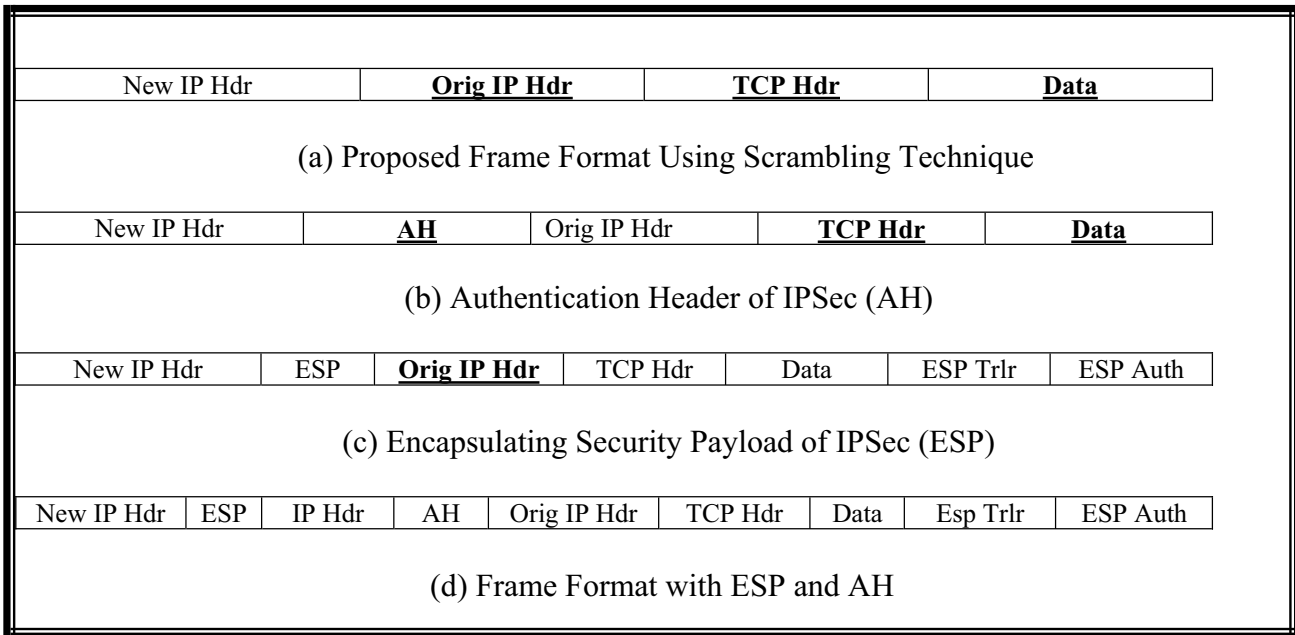 New IP Hdr Orig IP Hdr TCP Hdr Data
(a) Proposed Frame Format Using Scrambling Technique
New IP Hdr AH Orig IP Hdr TCP Hdr Data
(b) Authentication Header of IPSec (AH)
New IP Hdr ESP Orig IP Hdr TCP Hdr Data ESP Trlr ESP Auth
(c) Encapsulating Security Payload of IPSec (ESP)
New IP Hdr ESP IP Hdr AH Orig IP Hdr TCP Hdr Data Esp Trlr ESP Auth
(d) Frame Format with ESP and AH